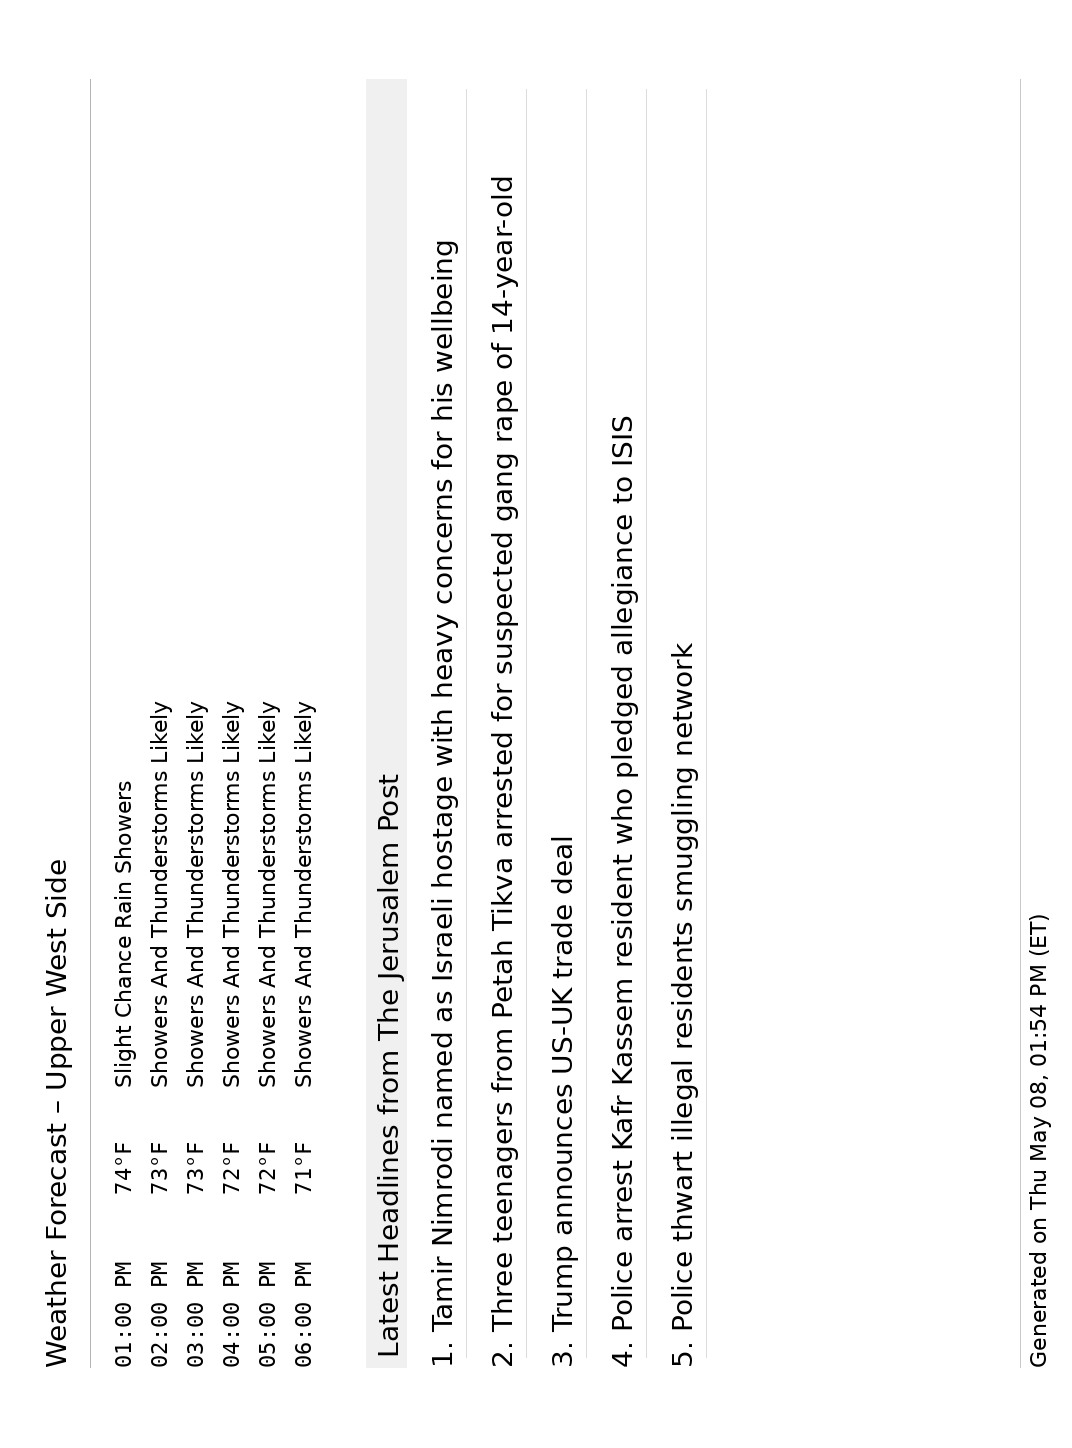 Weather Forecast – Upper West Side
01:00 PM 74°F Slight Chance Rain Showers
02:00 PM 73°F Showers And Thunderstorms Likely
03:00 PM 73°F Showers And Thunderstorms Likely
04:00 PM 72°F Showers And Thunderstorms Likely
05:00 PM 72°F Showers And Thunderstorms Likely
06:00 PM 71°F Showers And Thunderstorms Likely
Latest Headlines from The Jerusalem Post
1. Tamir Nimrodi named as Israeli hostage with heavy concerns for his wellbeing
2. Three teenagers from Petah Tikva arrested for suspected gang rape of 14-year-old
3. Trump announces US-UK trade deal
4. Police arrest Kafr Kassem resident who pledged allegiance to ISIS
5. Police thwart illegal residents smuggling network
Generated on Thu May 08, 01:54 PM (ET)